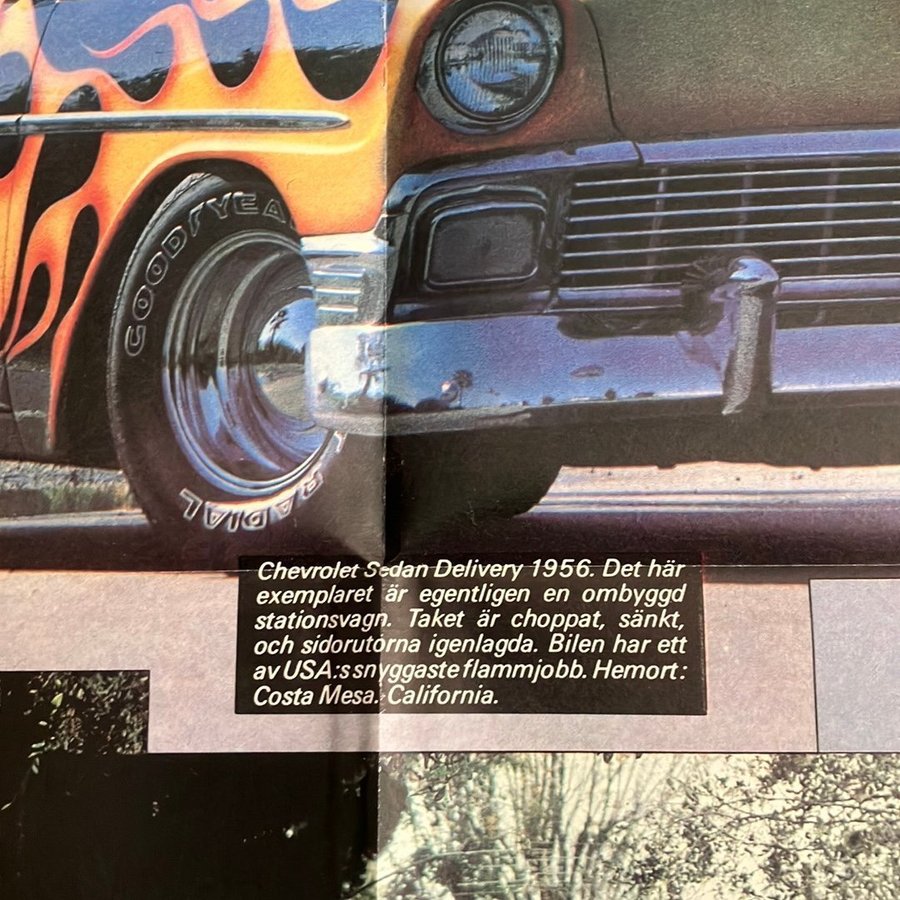 GOODYEA
RADIAL
Chevrolet Sedan Delivery 1956. Det här
exemplaret är egentligen en ombyggd
stationsvagn. Taket är choppat, sänkt,
och sidorutorna igenlagda. Bilen har ett
av USA:s snyggaste flammjobb. Hemort:
Costa Mesa. California.